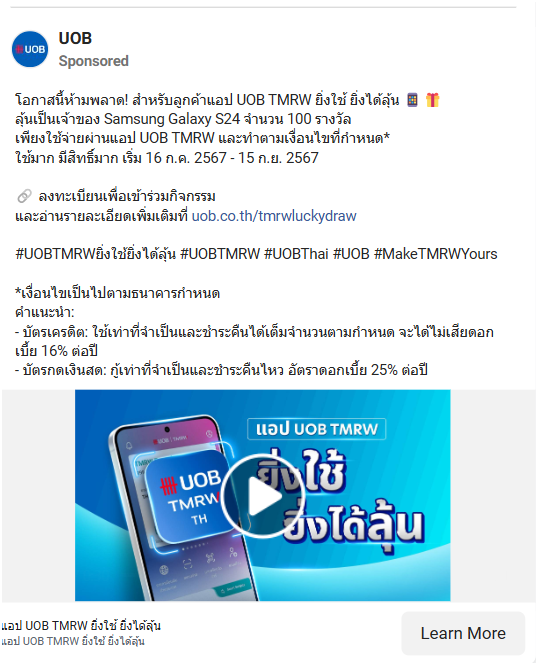 UOB
UOB
Sponsored
โอกาสนี้ห้ามพลาด! สำหรับลูกค้าแอป UOB TMRW ยิ่งใช้ ยิ่งได้ลุ้น 📱 🎁
ลุ้นเป็นเจ้าของ Samsung Galaxy S24 จำนวน 100 รางวัล
เพียงใช้จ่ายผ่านแอป UOB TMRW และทำตามเงื่อนไขที่กำหนด*
ใช้มาก มีสิทธิ์มาก เริ่ม 16 ก.ค. 2567 - 15 ก.ย. 2567
🔗 ลงทะเบียนเพื่อเข้าร่วมกิจกรรม
และอ่านรายละเอียดเพิ่มเติมที่ uob.co.th/tmrwluckydraw
#UOBTMRWยิ่งใช้ยิ่งได้ลุ้น #UOBTMRW #UOBThai #UOB #MakeTMRWYours
*เงื่อนไขเป็นไปตามธนาคารกำหนด
คำแนะนำ:
- บัตรเครดิต: ใช้เท่าที่จำเป็นและชำระคืนได้เต็มจำนวนตามกำหนด จะได้ไม่เสียดอก
เบี้ย 16% ต่อปี
- บัตรกดเงินสด: กู้เท่าที่จำเป็นและชำระคืนไหว อัตราดอกเบี้ย 25% ต่อปี
แอป UOB TMRW
ยิ่งใช้
ยิ่งได้ลุ้น
UOB
TMRW
TH
แอป UOB TMRW ยิ่งใช้ ยิ่งได้ลุ้น
แอป UOB TMRW ยิ่งใช้ ยิ่งได้ลุ้น
Learn More